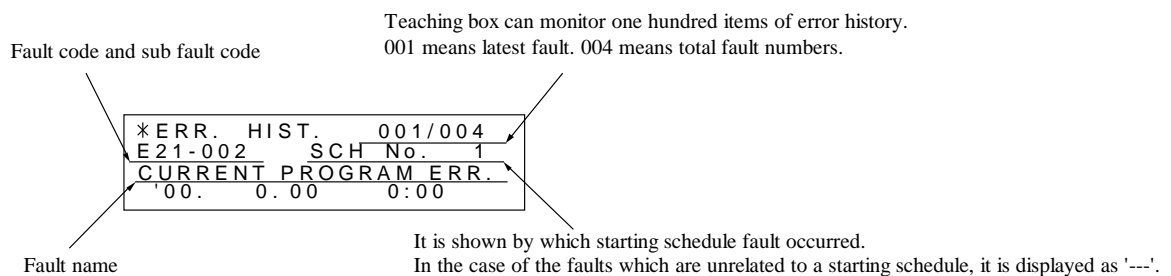 Teaching box can monitor one hundred items of error history.
001 means latest fault. 004 means total fault numbers.
Fault code and sub fault code
*ERR. HIST. 001/004
E21-002 SCH No. 1
CURRENT PROGRAM ERR.
'00. 0.00 0:00
It is shown by which starting schedule fault occurred.
Fault name
In the case of the faults which are unrelated to a starting schedule, it is displayed as '---'.